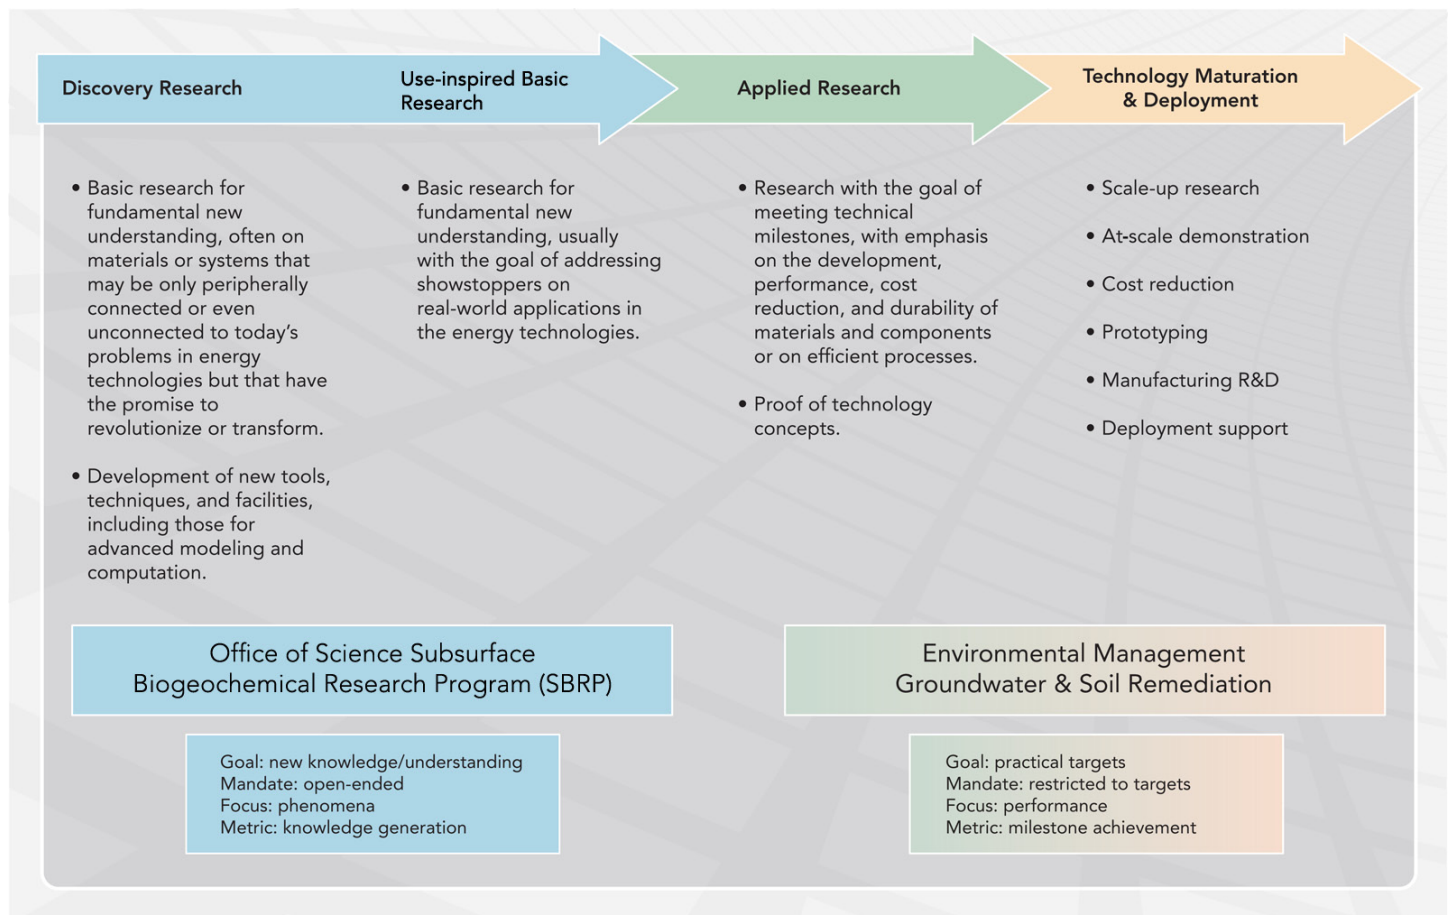 Discovery Research
Use-inspired Basic
Research
Applied Research
Technology Maturation
& Deployment
• Basic research for
fundamental new
understanding, often on
materials or systems that
may be only peripherally
connected or even
unconnected to today’s
problems in energy
technologies but that have
the promise to
revolutionize or transform.
• Development of new tools,
techniques, and facilities,
including those for
advanced modeling and
computation.
• Basic research for
fundamental new
understanding, usually
with the goal of addressing
showstoppers on
real-world applications in
the energy technologies.
• Research with the goal of
meeting technical
milestones, with emphasis
on the development,
performance, cost
reduction, and durability of
materials and components
or on efficient processes.
• Proof of technology
concepts.
• Scale-up research
• At-scale demonstration
• Cost reduction
• Prototyping
• Manufacturing R&D
• Deployment support
Office of Science Subsurface
Biogeochemical Research Program (SBRP)
Goal: new knowledge/understanding
Mandate: open-ended
Focus: phenomena
Metric: knowledge generation
Environmental Management
Groundwater & Soil Remediation
Goal: practical targets
Mandate: restricted to targets
Focus: performance
Metric: milestone achievement